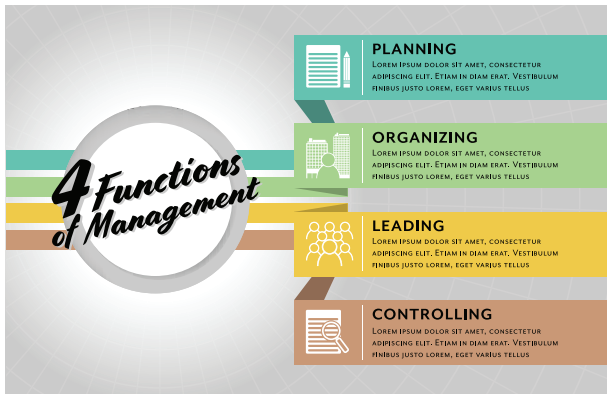 4 Functions
of Management
PLANNING
Lorem ipsum dolor sit amet, consectetur
adipiscing elit. Etiam in diam erat. Vestibulum
finibus justo lorem, eget varius tellus
ORGANIZING
Lorem ipsum dolor sit amet, consectetur
adipiscing elit. Etiam in diam erat. Vestibulum
finibus justo lorem, eget varius tellus
LEADING
Lorem ipsum dolor sit amet, consectetur
adipiscing elit. Etiam in diam erat. Vestibulum
finibus justo lorem, eget varius tellus
CONTROLLING
Lorem ipsum dolor sit amet, consectetur
adipiscing elit. Etiam in diam erat. Vestibulum
finibus justo lorem, eget varius tellus